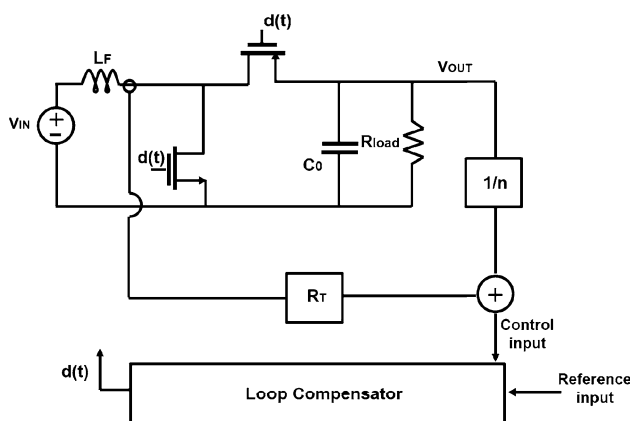 d(t)
LF
VOUT
VIN
+
−
d(t)
C0
Rload
1/n
RT
+
Control
input
d(t)
Loop Compensator
Reference
input